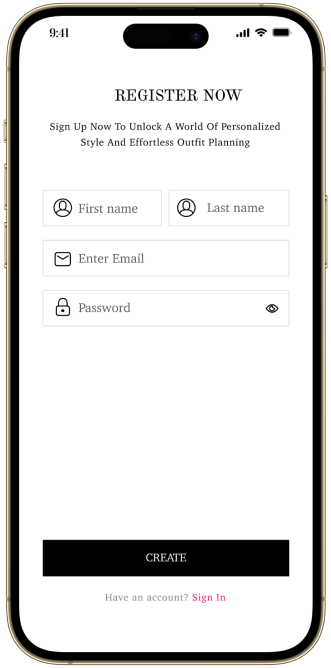 9:41
REGISTER NOW
Sign Up Now To Unlock A World Of Personalized
Style And Effortless Outfit Planning
First name Last name
Enter Email
Password
CREATE
Have an account? Sign In